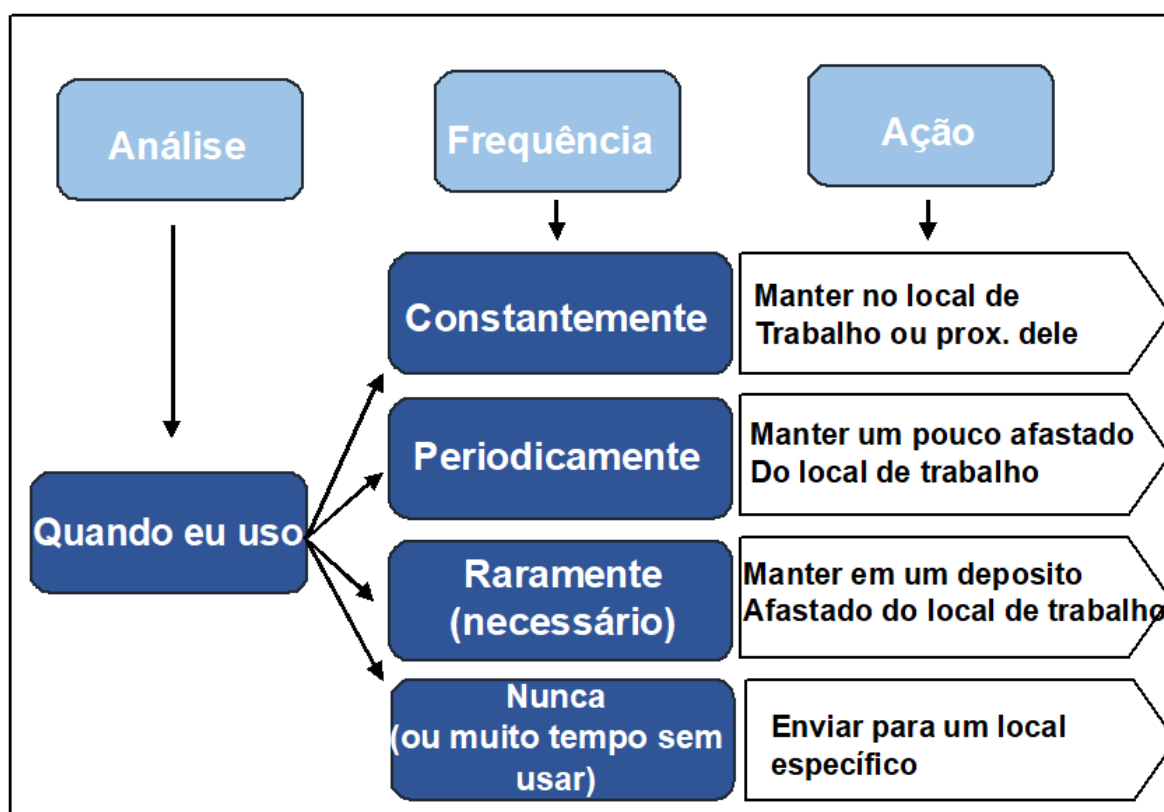 Análise
Frequência
Ação
Constantemente
Manter no local de
Trabalho ou prox. dele
Periodicamente
Manter um pouco afastado
Do local de trabalho
Quando eu uso
Raramente
(necessário)
Manter em um deposito
Afastado do local de trabalho
Nunca
(ou muito tempo sem
usar)
Enviar para um local
específico